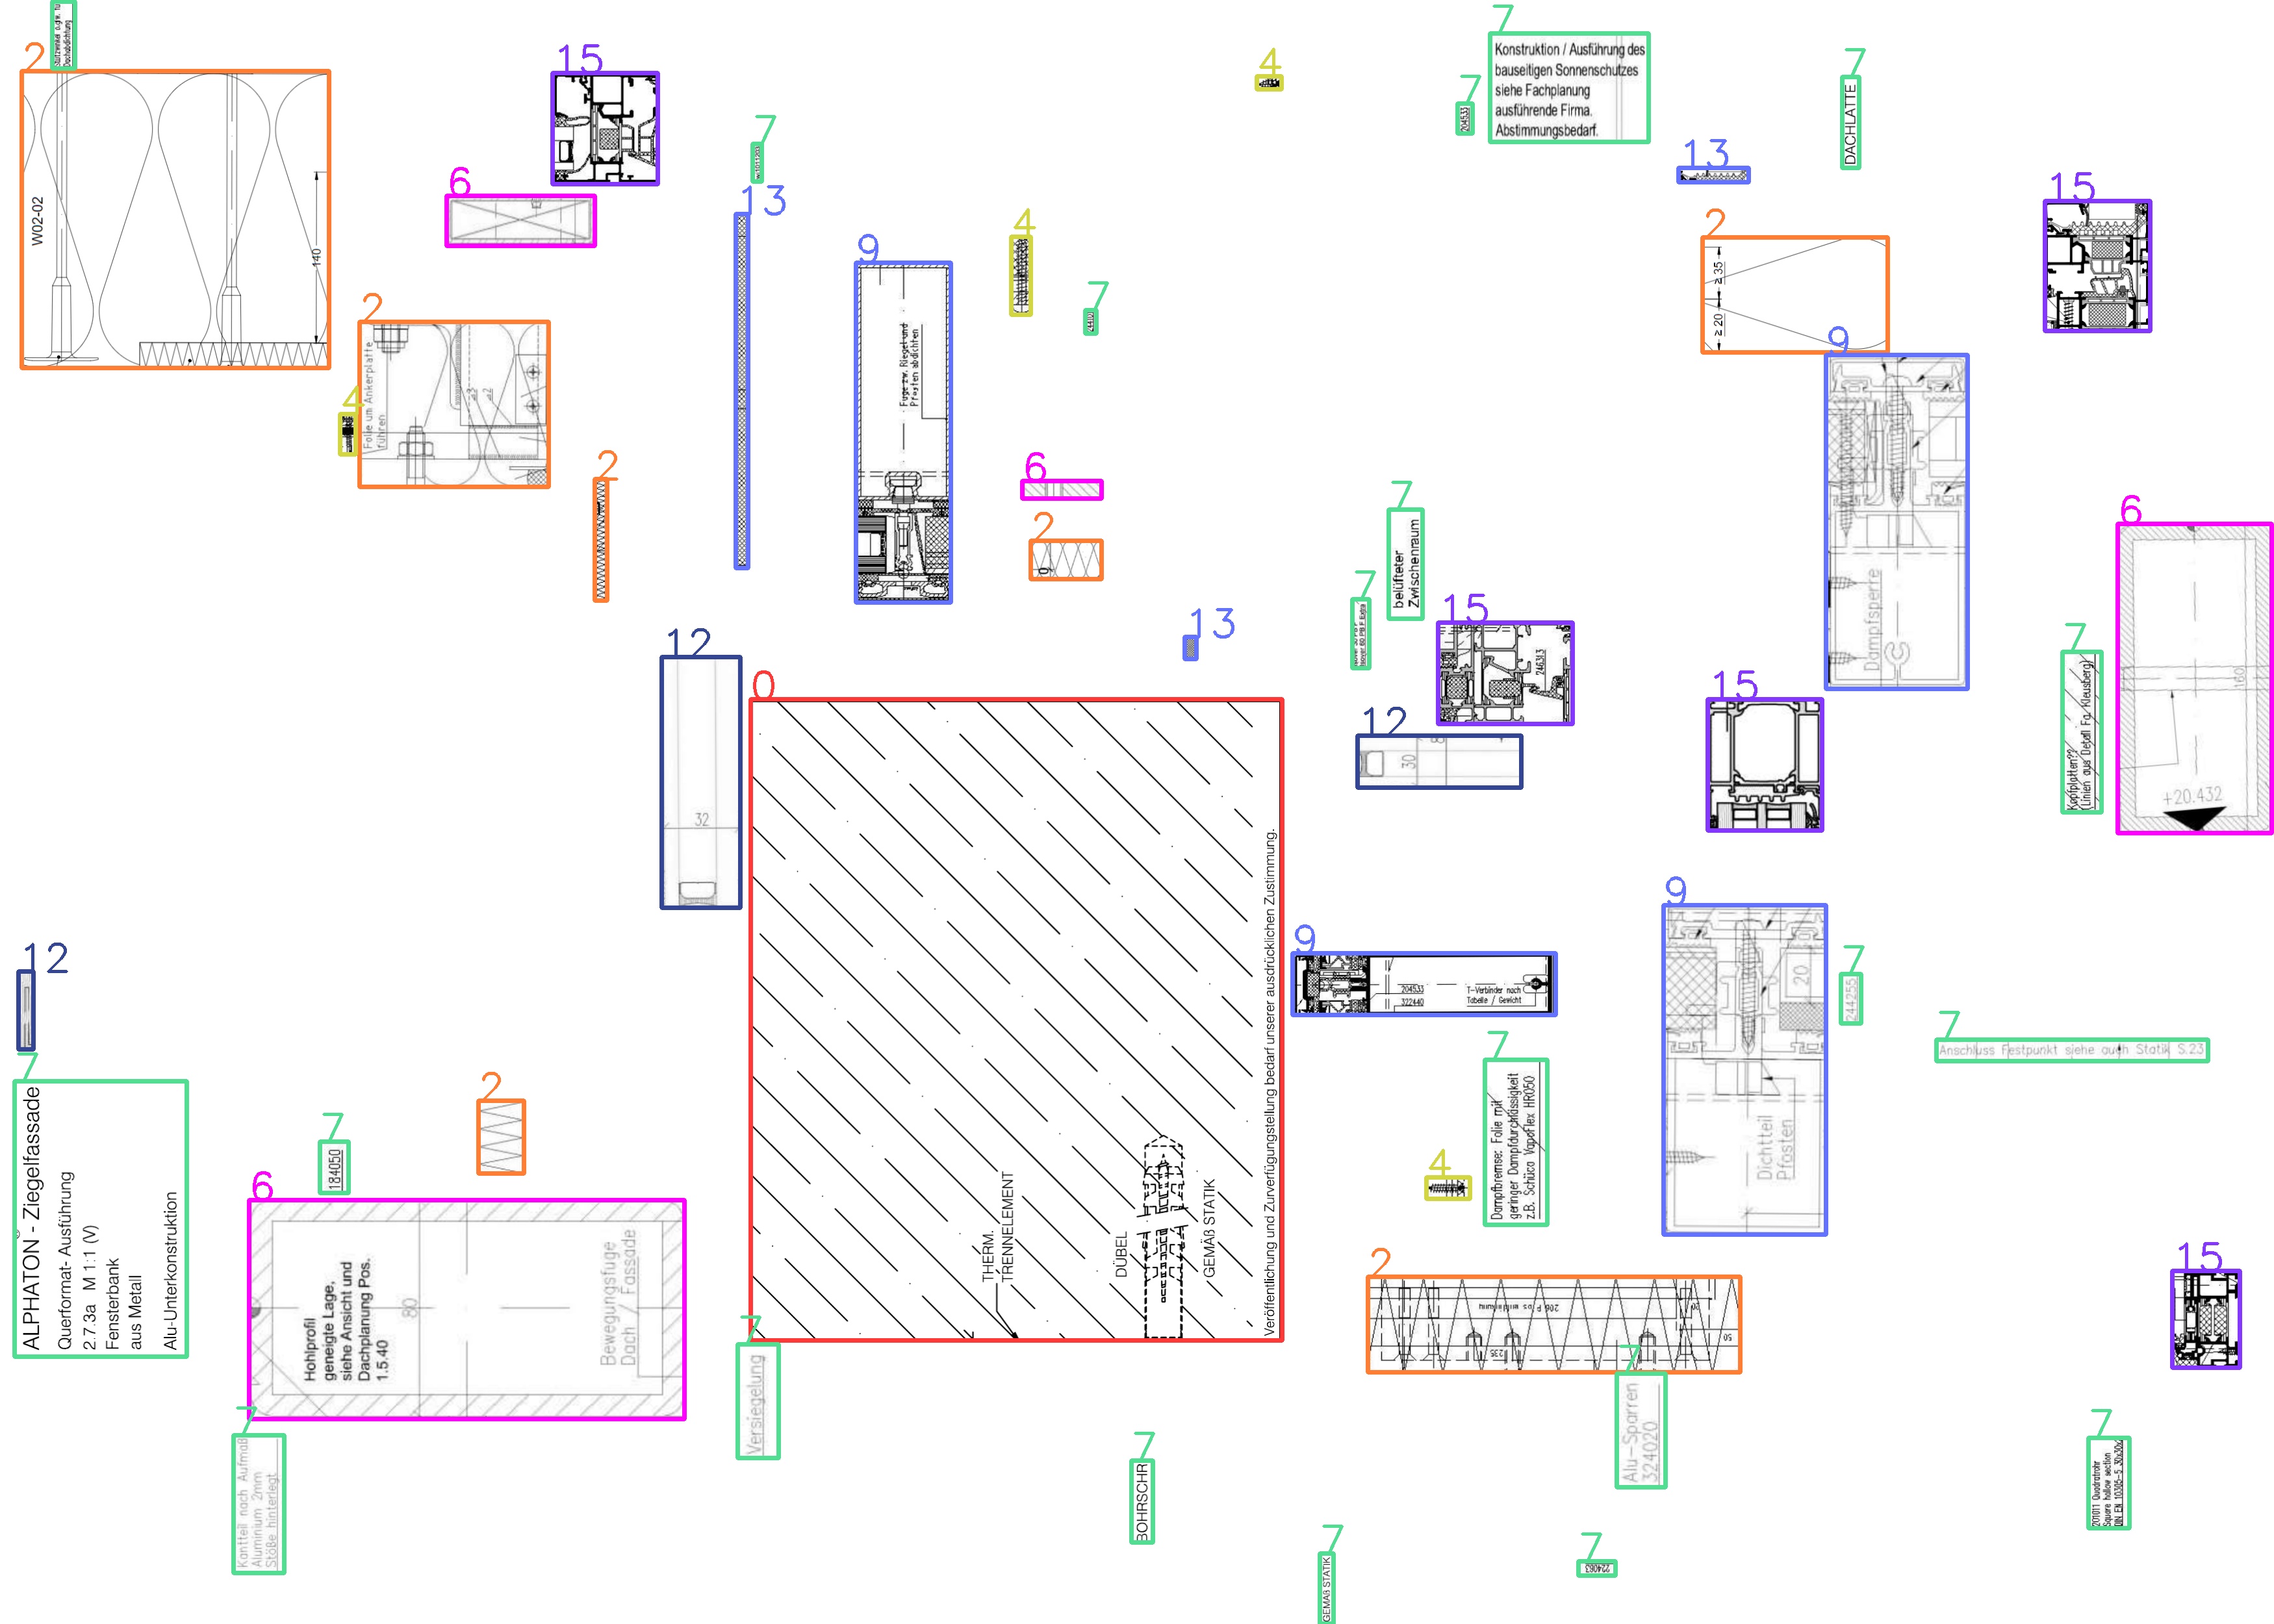 2
7
15
4
7
7
Konstruktion / Ausführung des
bauseitigen Sonnenschutzes
siehe Fachplanung
ausführende Firma.
Abstimmungsbedarf.
204533
7
DACHLATTE
13
15
W02-02
140
6
13
9
4
7
2
≥ 35
≥ 20
2
Folie um Ankerplatte
führen
4
2
Fuge zw. Riegel und
Pfosten abdichten
6
2
9
Dampfsperre
7
belüfteter
Zwischenraum
7
15
246313
6
160
+20.432
7
Kopfplatten??
(Linien aus Detail Fa. Kleusberg)
13
12
32
0
12
30
8
15
THERM.
TRENNELEMENT
DÜBEL
GEMÄß STATIK
Veröffentlichung und Zurverfügungstellung bedarf unserer ausdrücklichen Zustimmung.
9
204533
322440
T-Verbinder nach
Tabelle / Gewicht
9
20
Dichtteil
Pfosten
7
244255
7
Anschluss Festpunkt siehe auch Statik S.23
12
7
ALPHATON - Ziegelfassade
Querformat- Ausführung
2.7.3a M 1:1 (V)
Fensterbank
aus Metall
Alu-Unterkonstruktion
7
184050
2
6
Hohlprofil
geneigte Lage,
siehe Ansicht und
Dachplanung Pos.
1.5.40
80
Bewegungsfuge
Dach / Fassade
7
Kantteil nach Aufmaß
Aluminium 2mm
Stöße hinterlegt
7
Versiegelung
7
BOHRSCHR
4
7
Dampfbremse: Folie mit
geringer Dampfdurchlässigkeit
z.B. Schüco VapoFlex HR050
2
235
50
7
Alu-Sparren
324020
15
7
201011 Quadratrohr
Square hollow section
DIN EN 10305-5 30x30x2
7
GEMÄß STATIK
7
224063